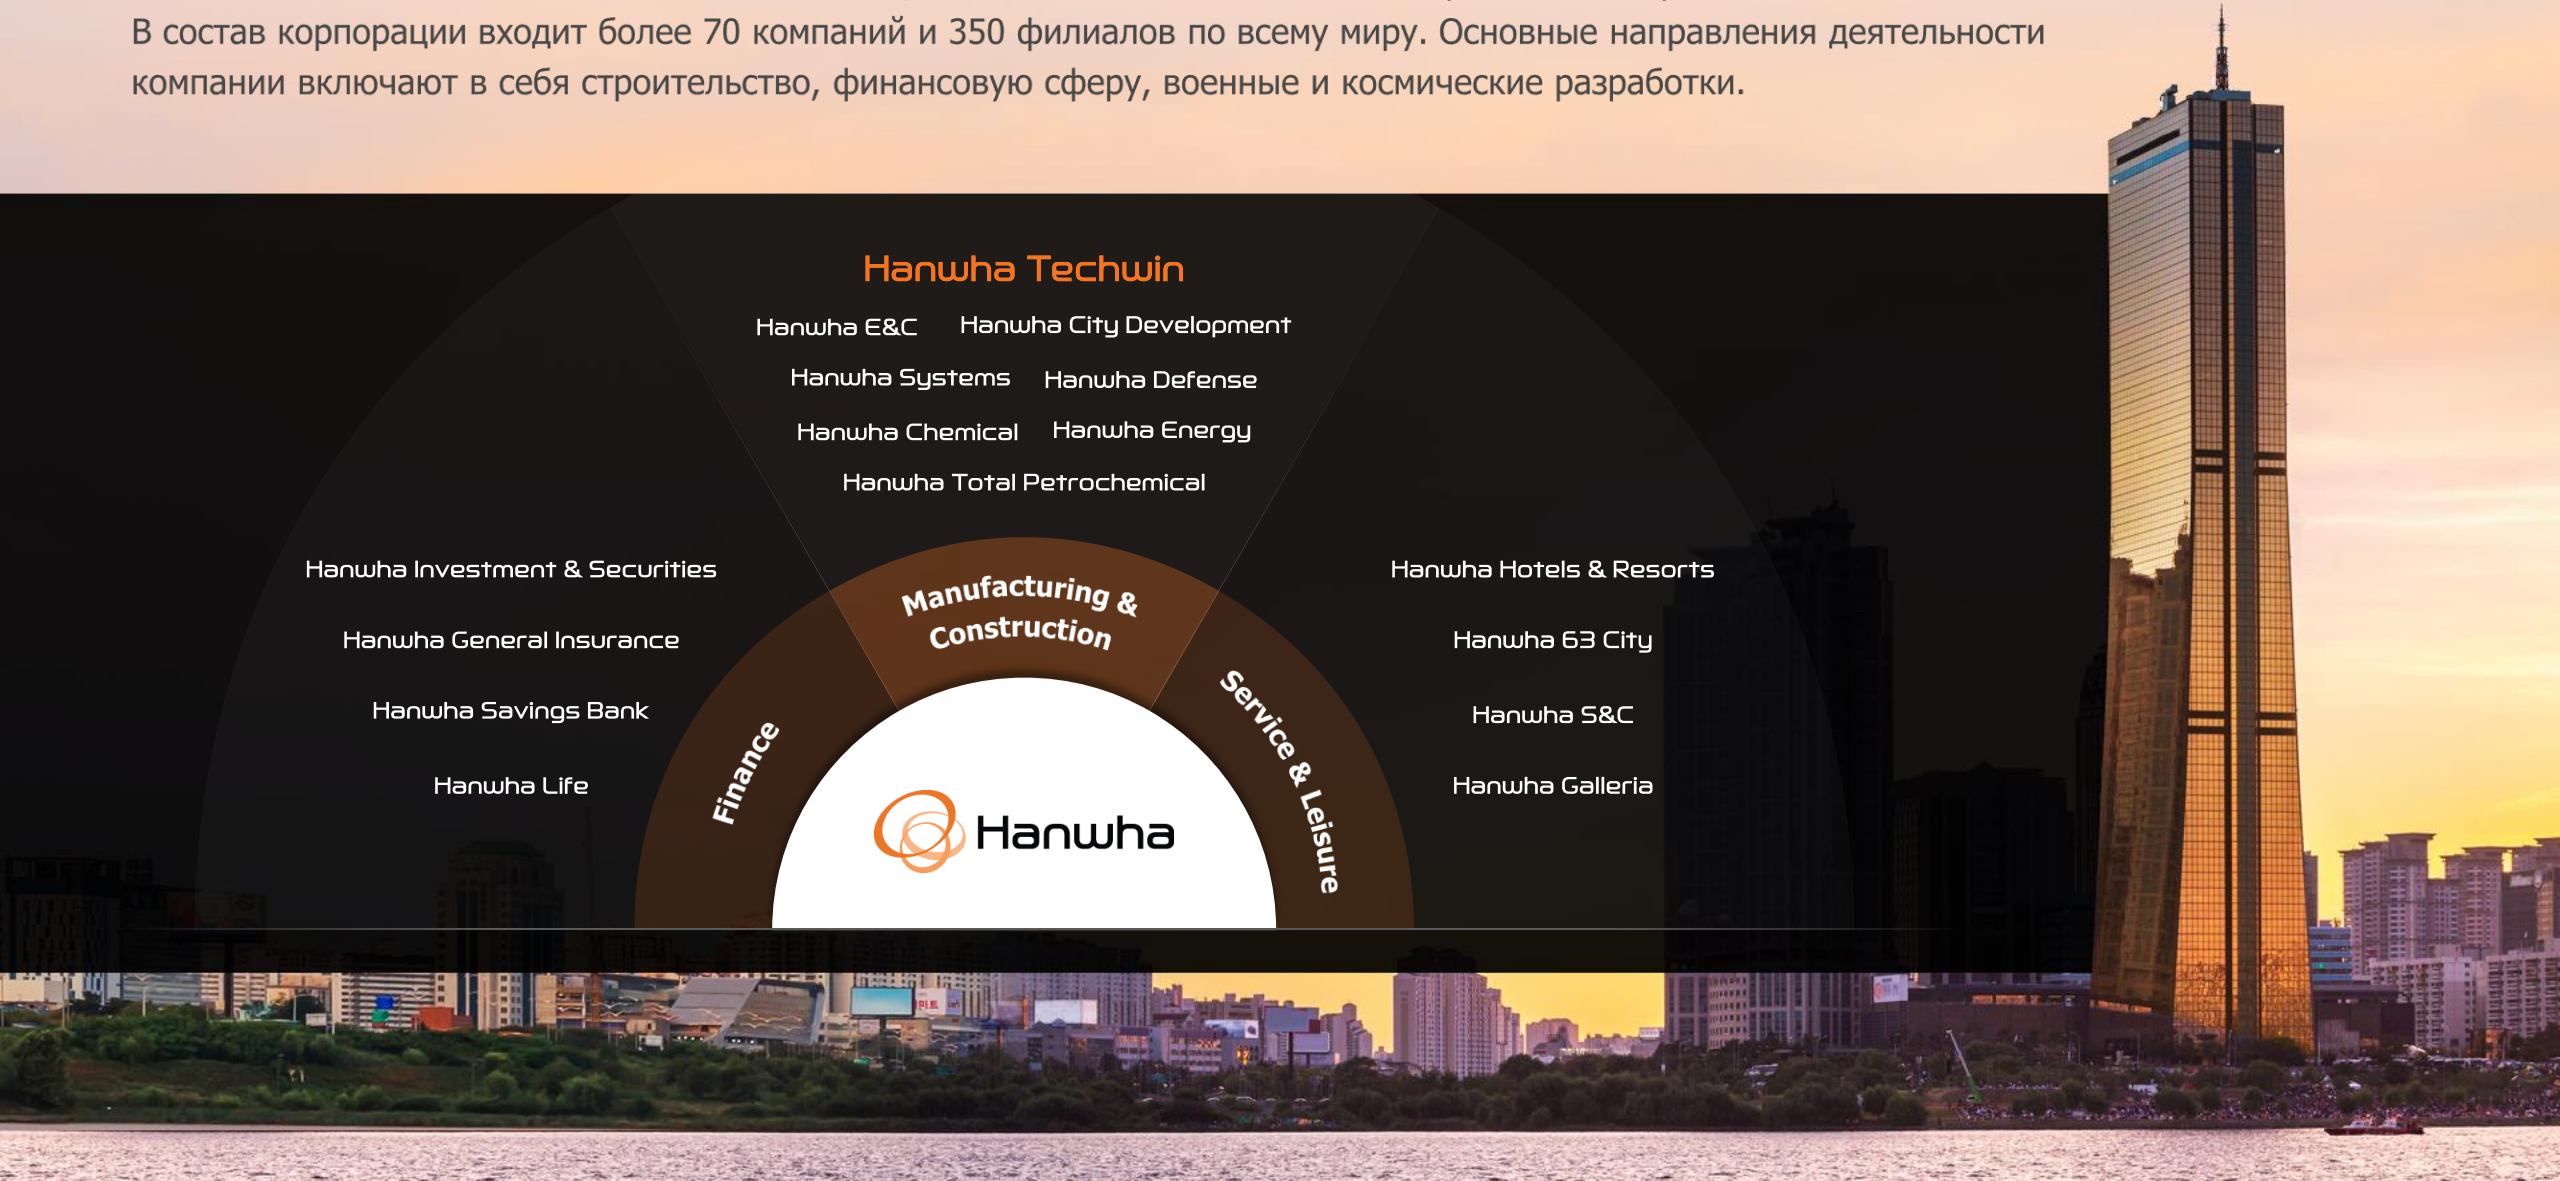 В состав корпорации входит более 70 компаний и 350 филиалов по всему миру. Основные направления деятельности
компании включают в себя строительство, финансовую сферу, военные и космические разработки.
Hanwha Techwin
Hanwha E&C Hanwha City Development
Hanwha Systems Hanwha Defense
Hanwha Chemical Hanwha Energy
Hanwha Total Petrochemical
Manufacturing &
Construction
Hanwha Investment & Securities
Hanwha General Insurance
Hanwha Savings Bank
Hanwha Life
Finance
Hanwha
Service & Leisure
Hanwha Hotels & Resorts
Hanwha 63 City
Hanwha S&C
Hanwha Galleria